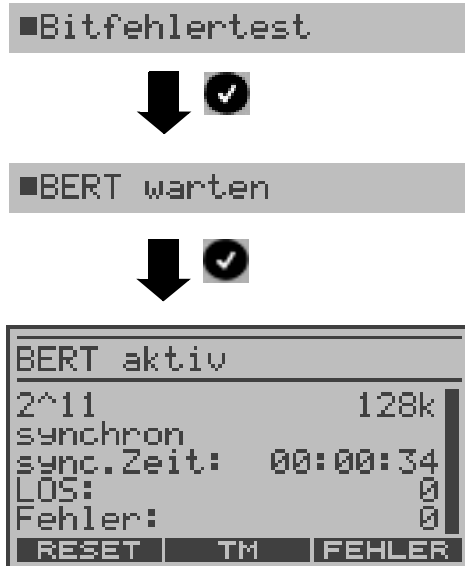 ■Bitfehlertest
■BERT warten
BERT aktiv
2^11 128k
synchron
sync.Zeit: 00:00:34
LOS: 0
Fehler: 0
RESET TM FEHLER